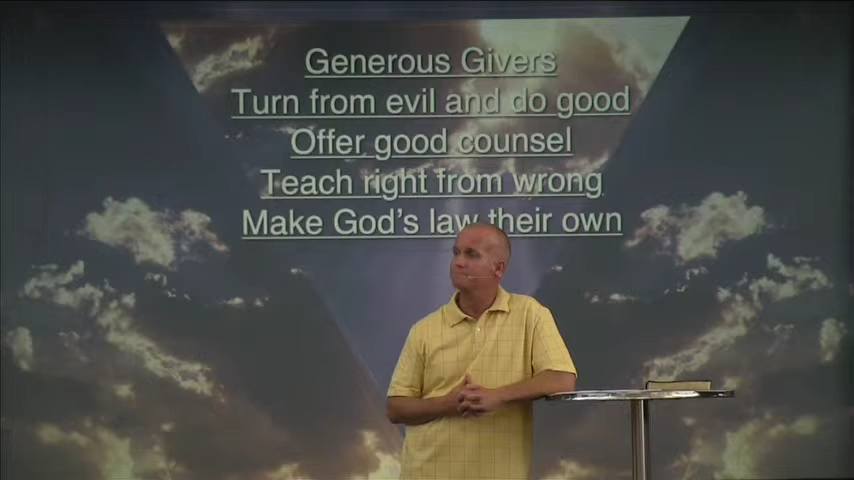 Generous Givers
Turn from evil and do good
Offer good counsel
Teach right from wrong
Make God's law their own